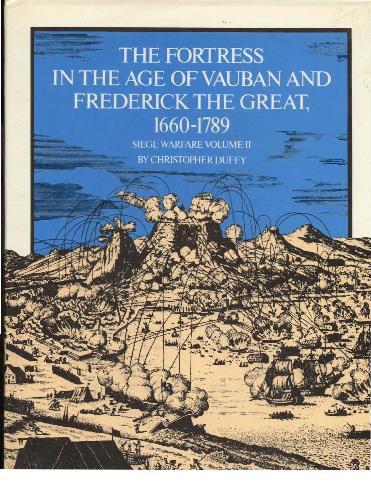 THE FORTRESS
IN THE AGE OF VAUBAN AND
FREDERICK THE GREAT,
1660-1789
SIEGE WARFARE VOLUME II
BY CHRISTOPHER DUFFY